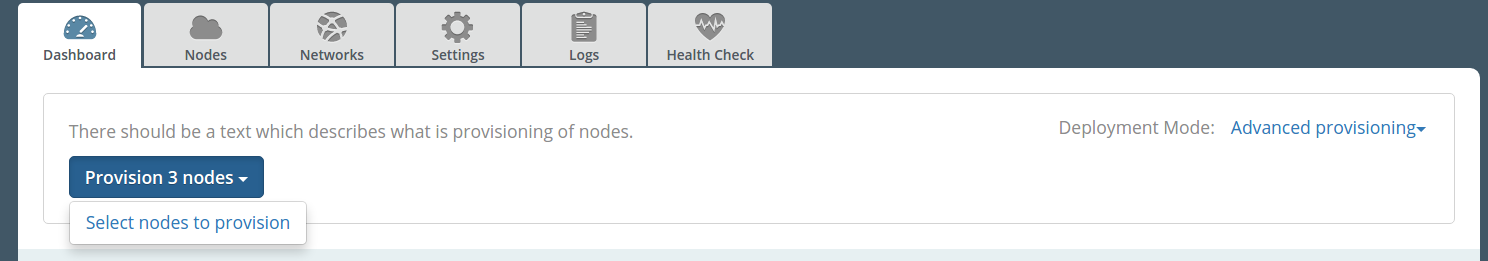 Dashboard Nodes Networks Settings Logs Health Check
There should be a text which describes what is provisioning of nodes.
Deployment Mode: Advanced provisioning
Provision 3 nodes
Select nodes to provision